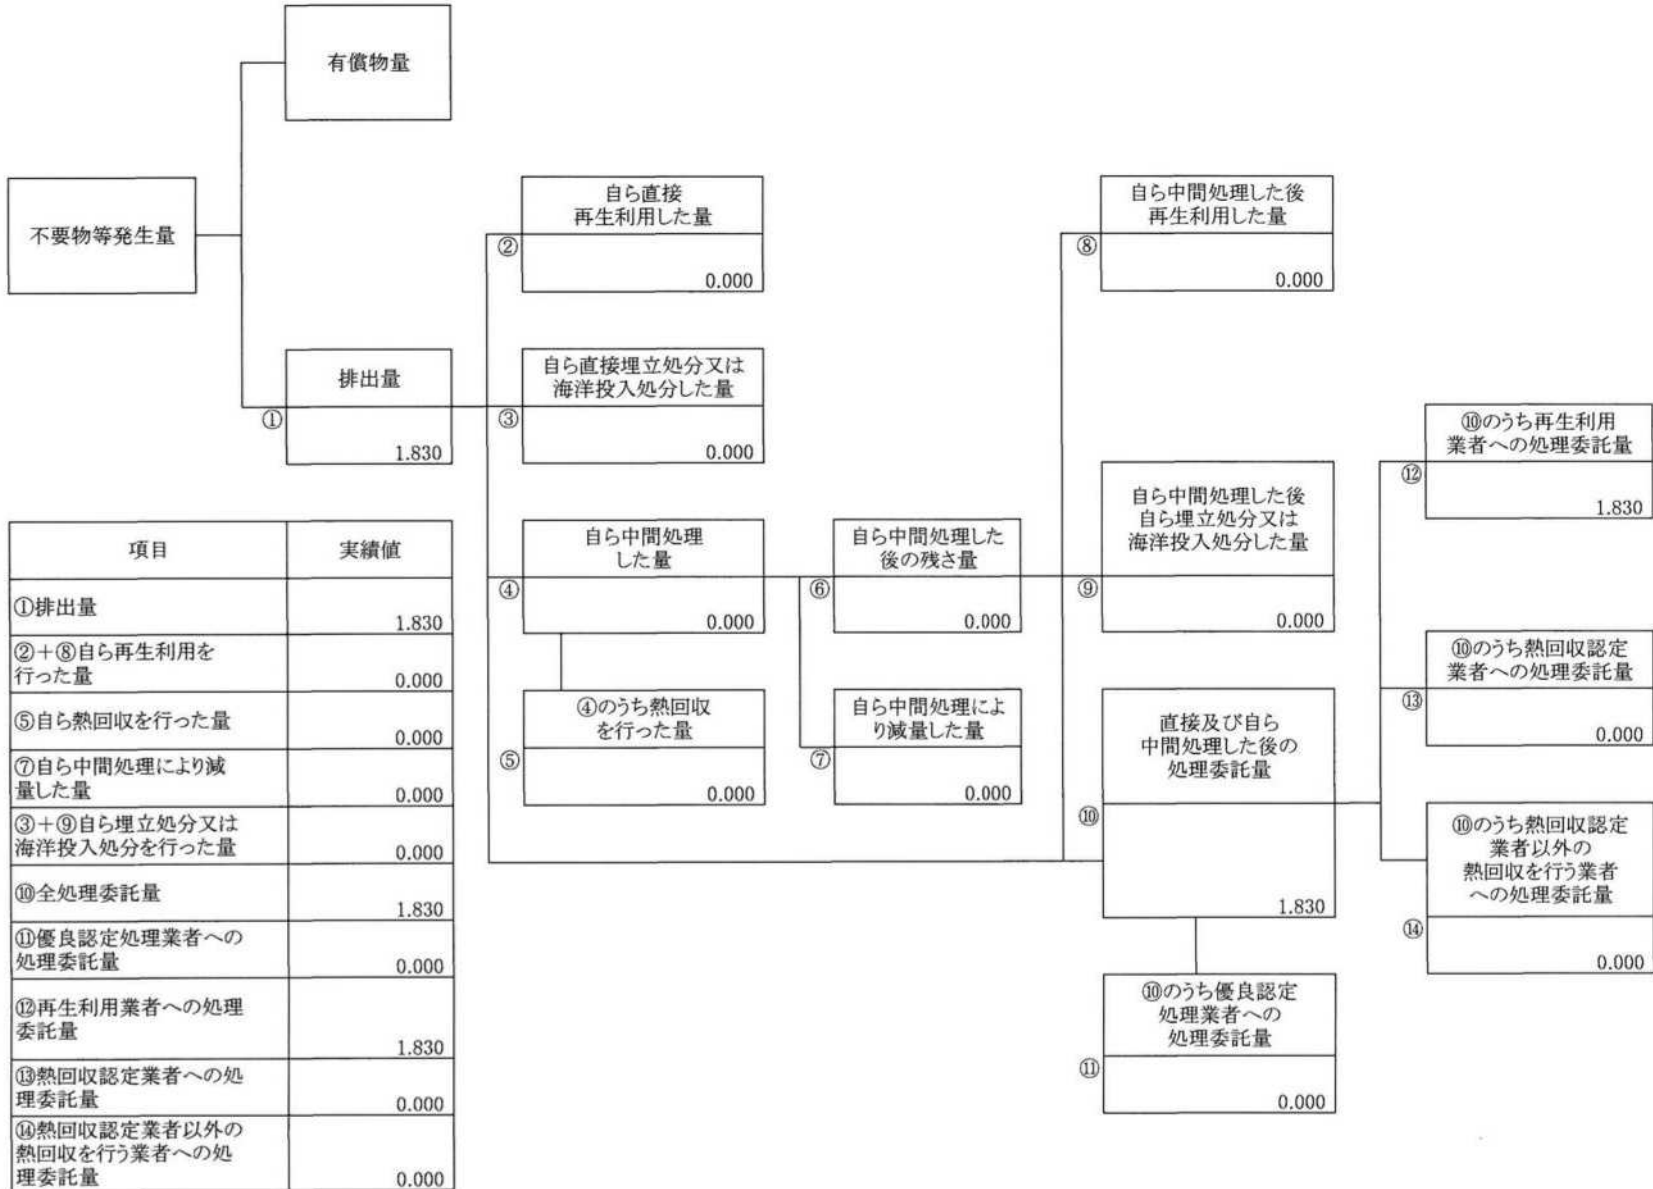 有償物量
不要物等発生量
排出量
①
1.830
自ら直接
再生利用した量
②
0.000
自ら直接埋立処分又は
海洋投入処分した量
③
0.000
自ら中間処理
した量
④
0.000
④のうち熱回収
を行った量
⑤
0.000
自ら中間処理した
後の残さ量
⑥
0.000
自ら中間処理によ
り減量した量
⑦
0.000
自ら中間処理した後
再生利用した量
⑧
0.000
自ら中間処理した後
自ら埋立処分又は
海洋投入処分した量
⑨
0.000
直接及び自ら
中間処理した後の
処理委託量
⑩
1.830
⑩のうち優良認定
処理業者への
処理委託量
⑪
0.000
⑩のうち再生利用
業者への処理委託量
⑫
1.830
⑩のうち熱回収認定
業者への処理委託量
⑬
0.000
⑩のうち熱回収認定
業者以外の
熱回収を行う業者
への処理委託量
⑭
0.000
項目 実績値
①排出量 1.830
②+⑧自ら再生利用を
行った量 0.000
⑤自ら熱回収を行った量 0.000
⑦自ら中間処理により減
量した量 0.000
③+⑨自ら埋立処分又は
海洋投入処分を行った量 0.000
⑩全処理委託量 1.830
⑪優良認定処理業者への
処理委託量 0.000
⑫再生利用業者への処理
委託量 1.830
⑬熱回収認定業者への処
理委託量 0.000
⑭熱回収認定業者以外の
熱回収を行う業者への処
理委託量 0.000